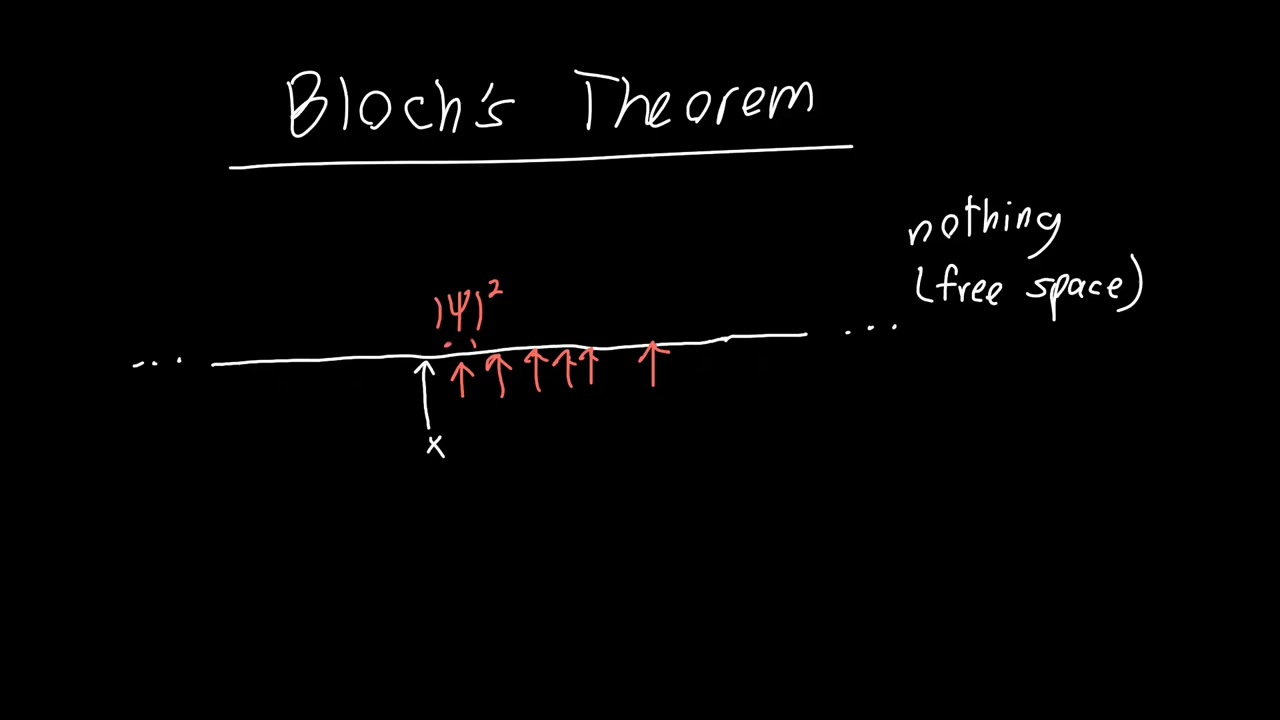 Bloch's Theorem
nothing
(free space)
|ψ|²
... ...
x